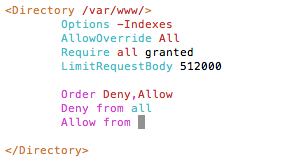 <Directory /var/www/>
Options -Indexes
AllowOverride All
Require all granted
LimitRequestBody 512000
Order Deny,Allow
Deny from all
Allow from
</Directory>